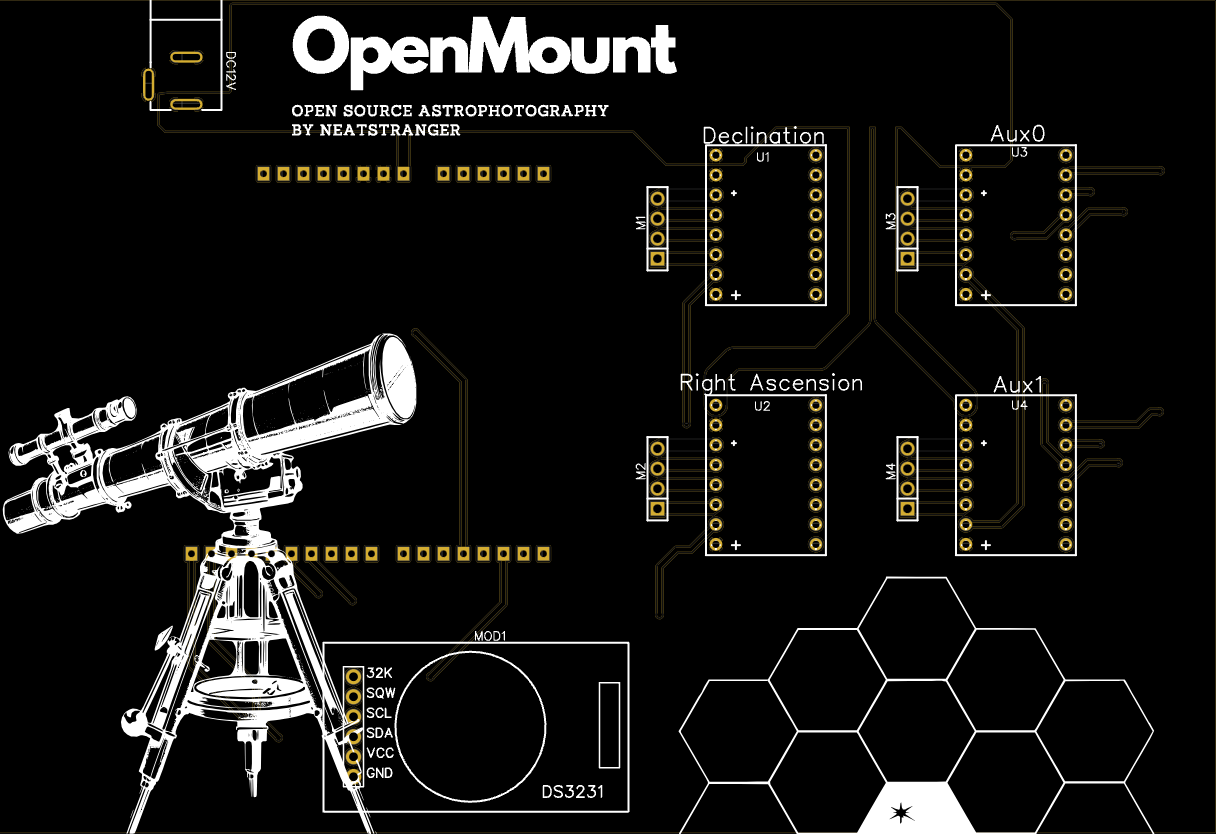 OpenMount
OPEN SOURCE ASTROPHOTOGRAPHY
BY NEATSTRANGER
DC12V
Declination
U1
Aux0
U3
+
+
M1
M3
+
+
Right Ascension
U2
Aux1
U4
+
+
M2
M4
+
+
MOD1
32K
SQW
SCL
SDA
VCC
GND
DS3231